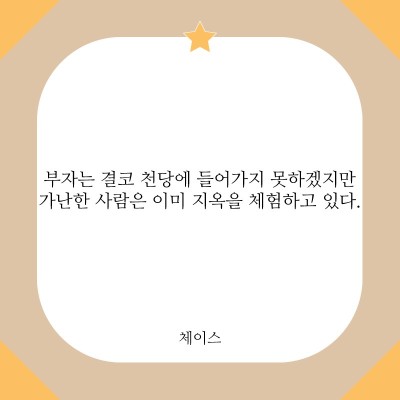 부자는 결코 천당에 들어가지 못하겠지만
가난한 사람은 이미 지옥을 체험하고 있다.
체이스